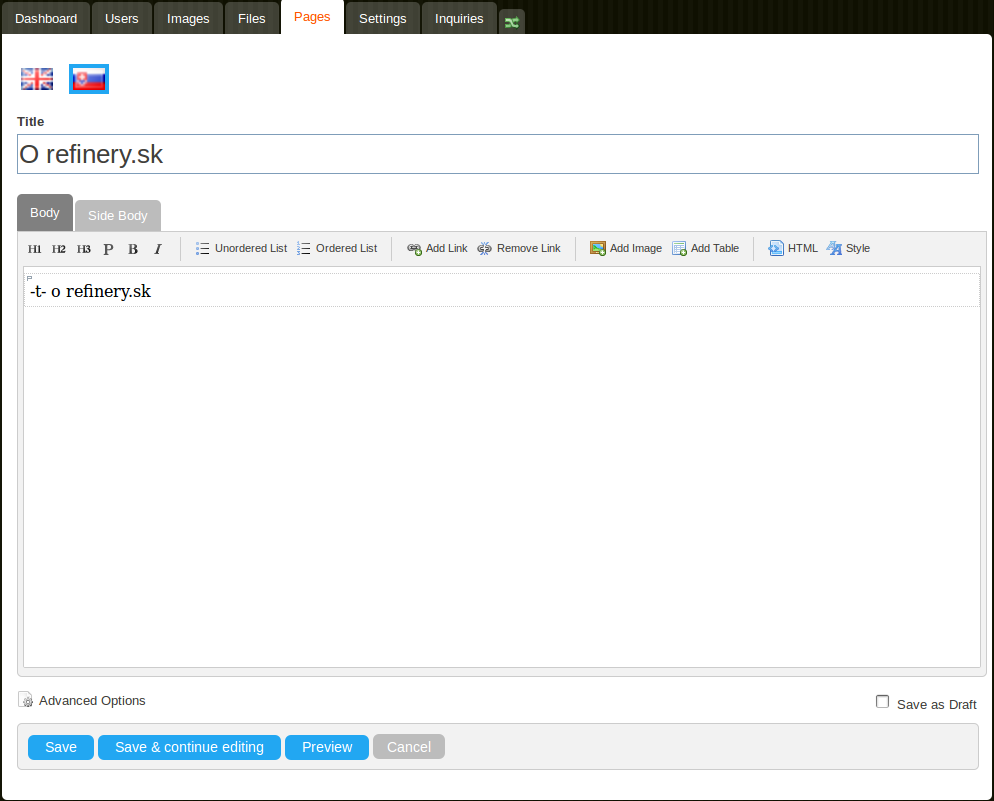 Dashboard Users Images Files Pages Settings Inquiries
Title
O refinery.sk
Body Side Body
H1 H2 H3 P B I Unordered List Ordered List Add Link Remove Link Add Image Add Table HTML Style
P
-t- o refinery.sk
Advanced Options Save as Draft
Save Save & continue editing Preview Cancel